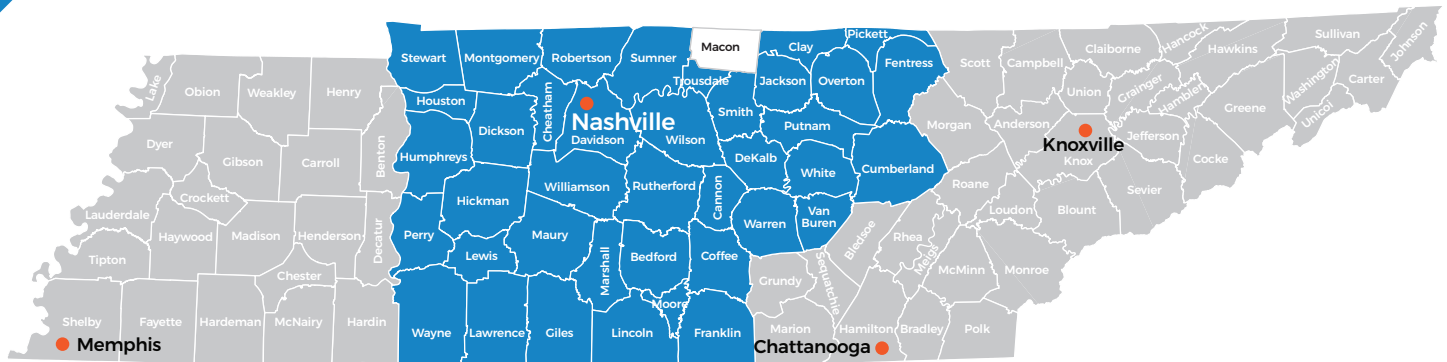 Stewart
Montgomery
Robertson
Sumner
Macon
Clay
Pickett
Fentress
Scott
Campbell
Claiborne
Hancock
Hawkins
Sullivan
Johnson
Lake
Obion
Weakley
Henry
Houston
Dickson
Cheatham
Nashville
Davidson
Wilson
Trousdale
Smith
Jackson
Overton
Putnam
Morgan
Anderson
Union
Grainger
Hamblen
Greene
Washington
Carter
Unicoi
Dyer
Gibson
Carroll
Benton
Humphreys
Williamson
Rutherford
Cannon
DeKalb
White
Cumberland
Roane
Knoxville
Knox
Jefferson
Cocke
Sevier
Lauderdale
Crockett
Haywood
Madison
Henderson
Decatur
Perry
Hickman
Lewis
Maury
Marshall
Bedford
Coffee
Warren
Van
Buren
Bledsoe
Rhea
Meigs
Loudon
Blount
Tipton
Chester
Grundy
Sequatchie
McMinn
Monroe
Shelby
Memphis
Fayette
Hardeman
McNairy
Hardin
Wayne
Lawrence
Giles
Lincoln
Moore
Franklin
Marion
Chattanooga
Hamilton
Bradley
Polk